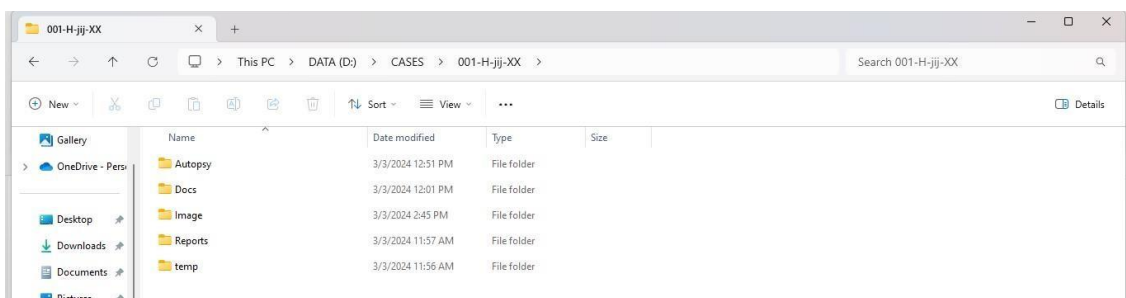 001-H-jij-XX
This PC > DATA (D:) > CASES > 001-H-jij-XX >
Search 001-H-jij-XX
New
Sort
View
Details
Gallery
OneDrive - Pers
Desktop
Downloads
Documents
Pictures
Name Date modified Type Size
Autopsy 3/3/2024 12:51 PM File folder
Docs 3/3/2024 12:01 PM File folder
Image 3/3/2024 2:45 PM File folder
Reports 3/3/2024 11:57 AM File folder
temp 3/3/2024 11:56 AM File folder